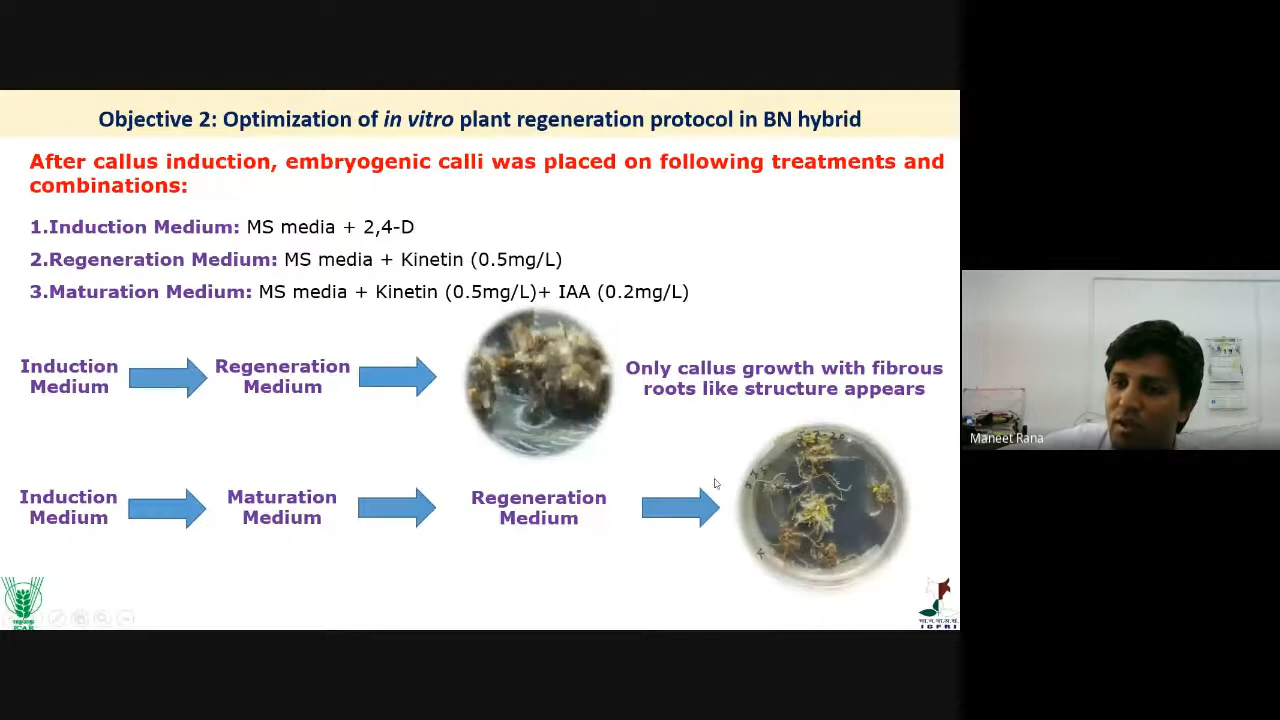 Objective 2: Optimization of in vitro plant regeneration protocol in BN hybrid
After callus induction, embryogenic calli was placed on following treatments and
combinations:
1.Induction Medium: MS media + 2,4-D
2.Regeneration Medium: MS media + Kinetin (0.5mg/L)
3.Maturation Medium: MS media + Kinetin (0.5mg/L)+ IAA (0.2mg/L)
Induction
Medium
Regeneration
Medium
Only callus growth with fibrous
roots like structure appears
Induction
Medium
Maturation
Medium
Regeneration
Medium
Maneet Rana
ICAR
IGFRI